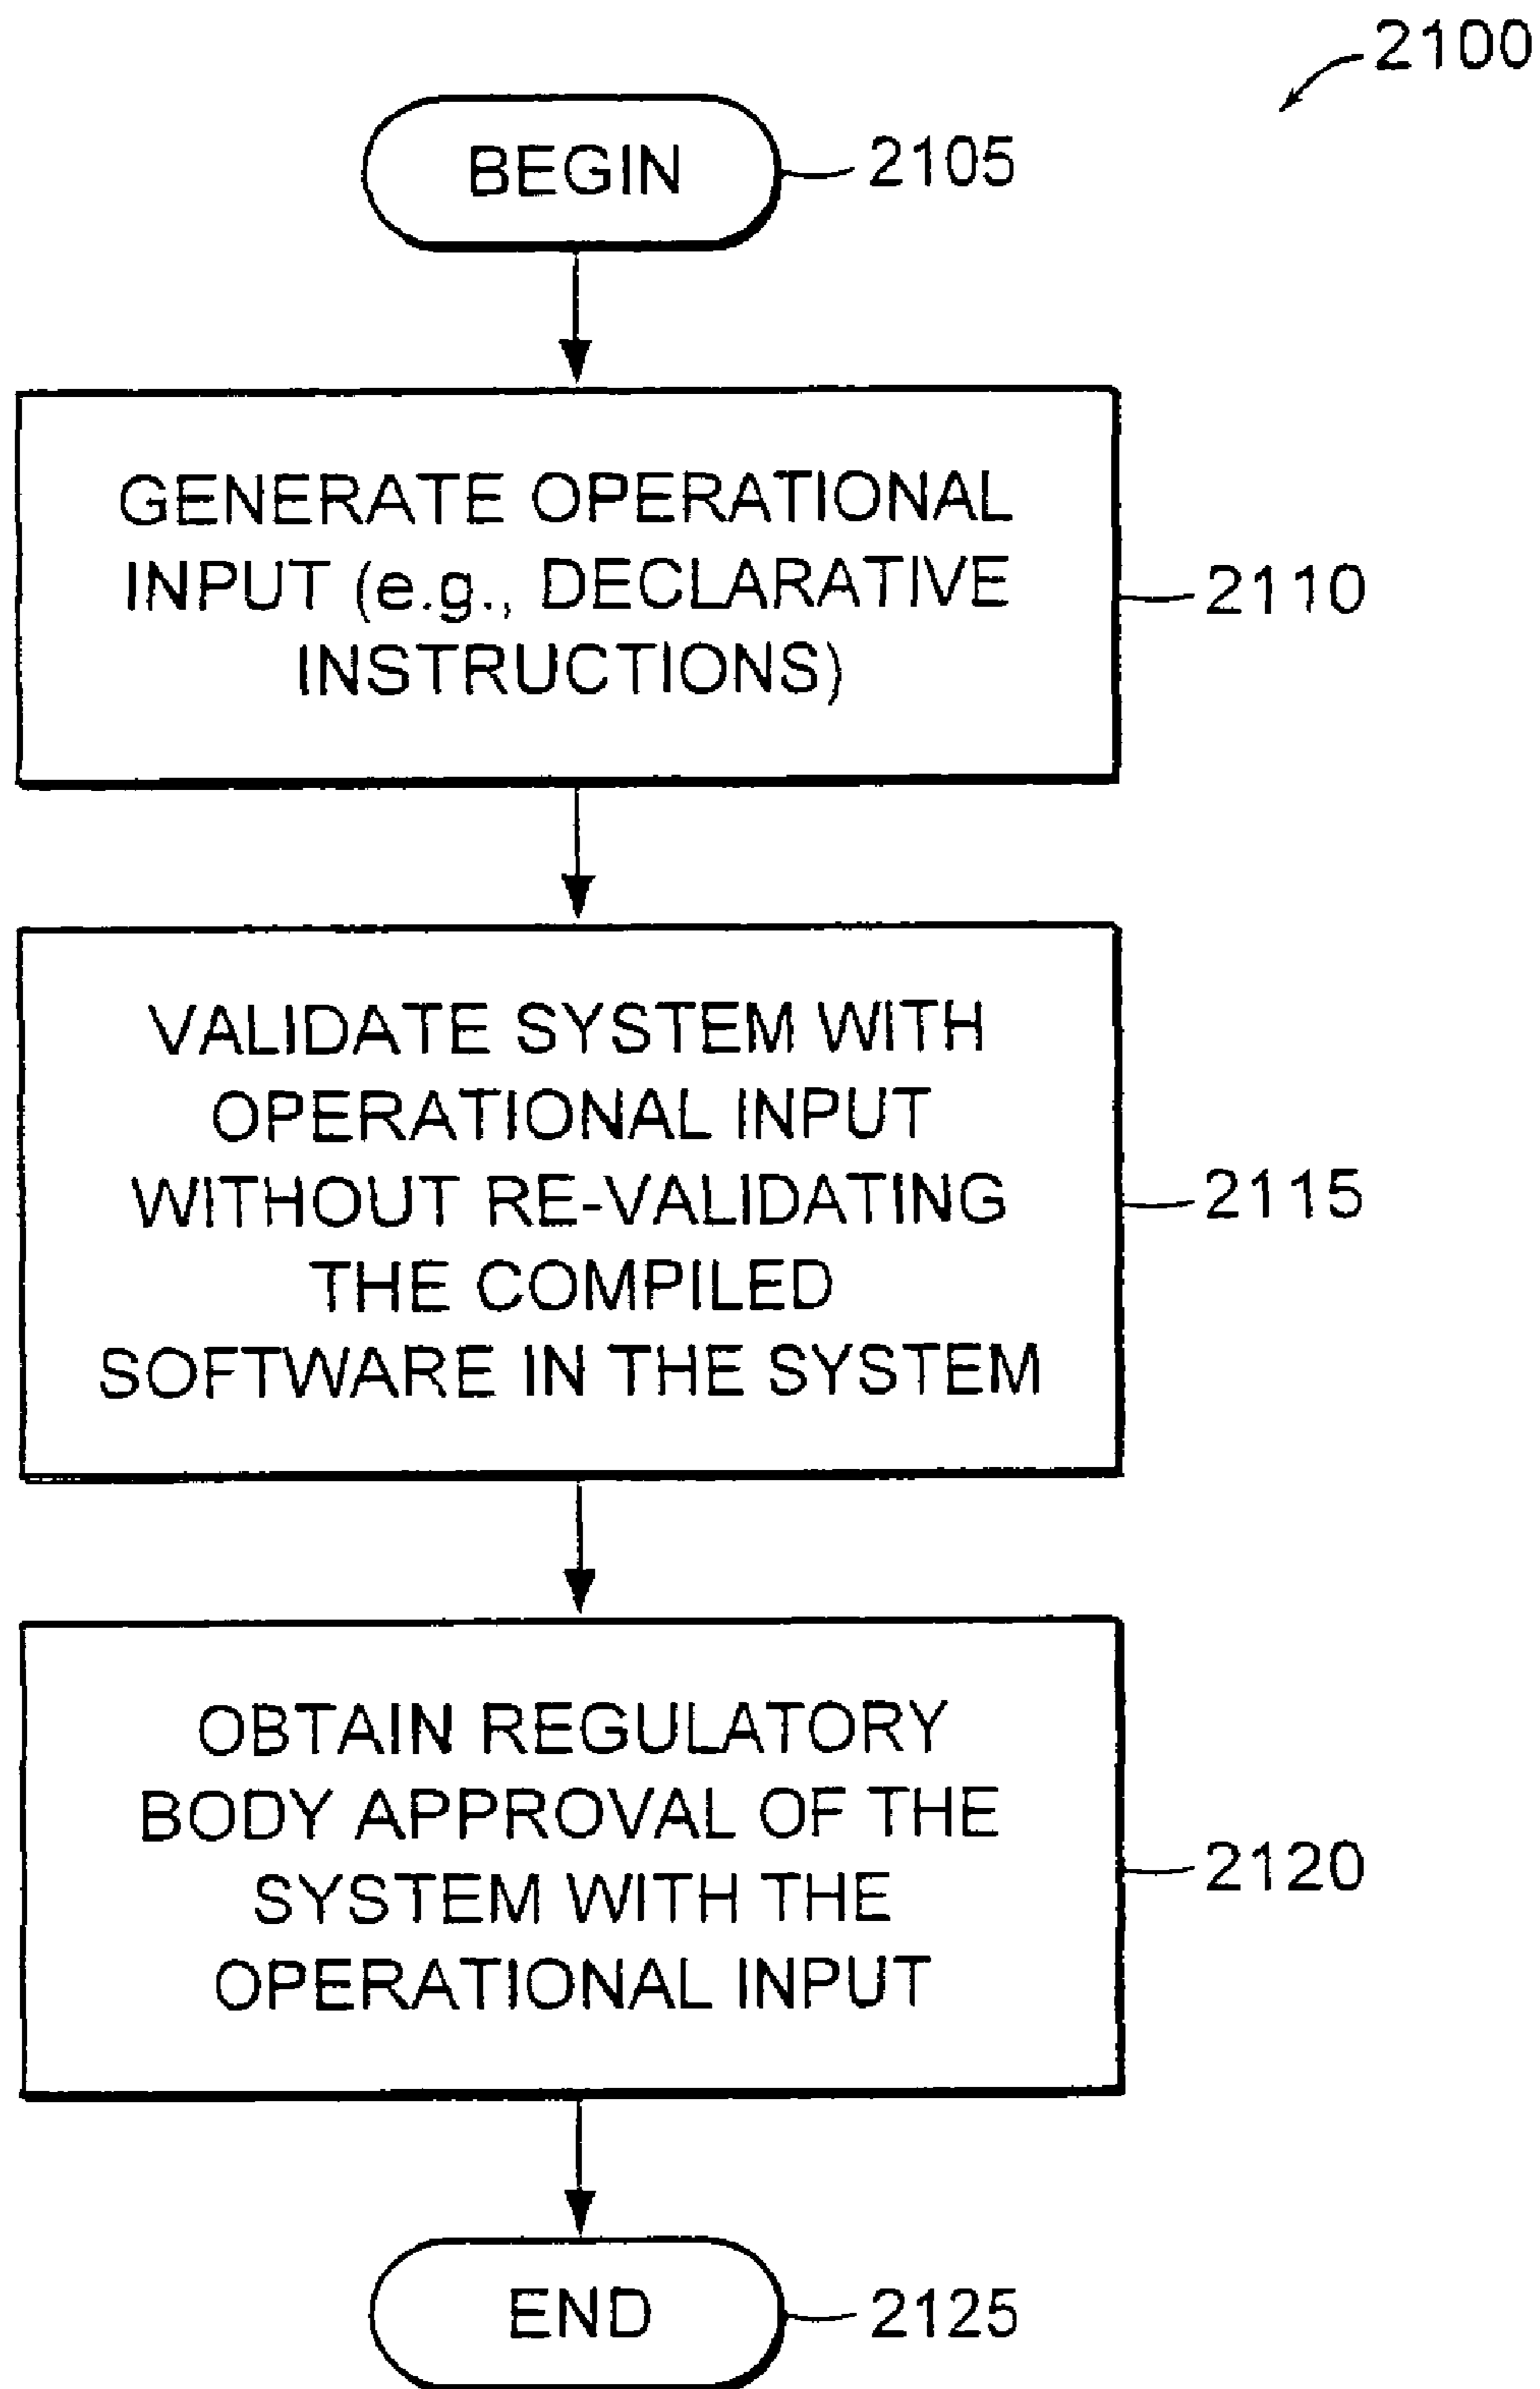 2100
BEGIN
2105
GENERATE OPERATIONAL
INPUT (e.g., DECLARATIVE
INSTRUCTIONS)
2110
VALIDATE SYSTEM WITH
OPERATIONAL INPUT
WITHOUT RE-VALIDATING
THE COMPILED
SOFTWARE IN THE SYSTEM
2115
OBTAIN REGULATORY
BODY APPROVAL OF THE
SYSTEM WITH THE
OPERATIONAL INPUT
2120
END
2125